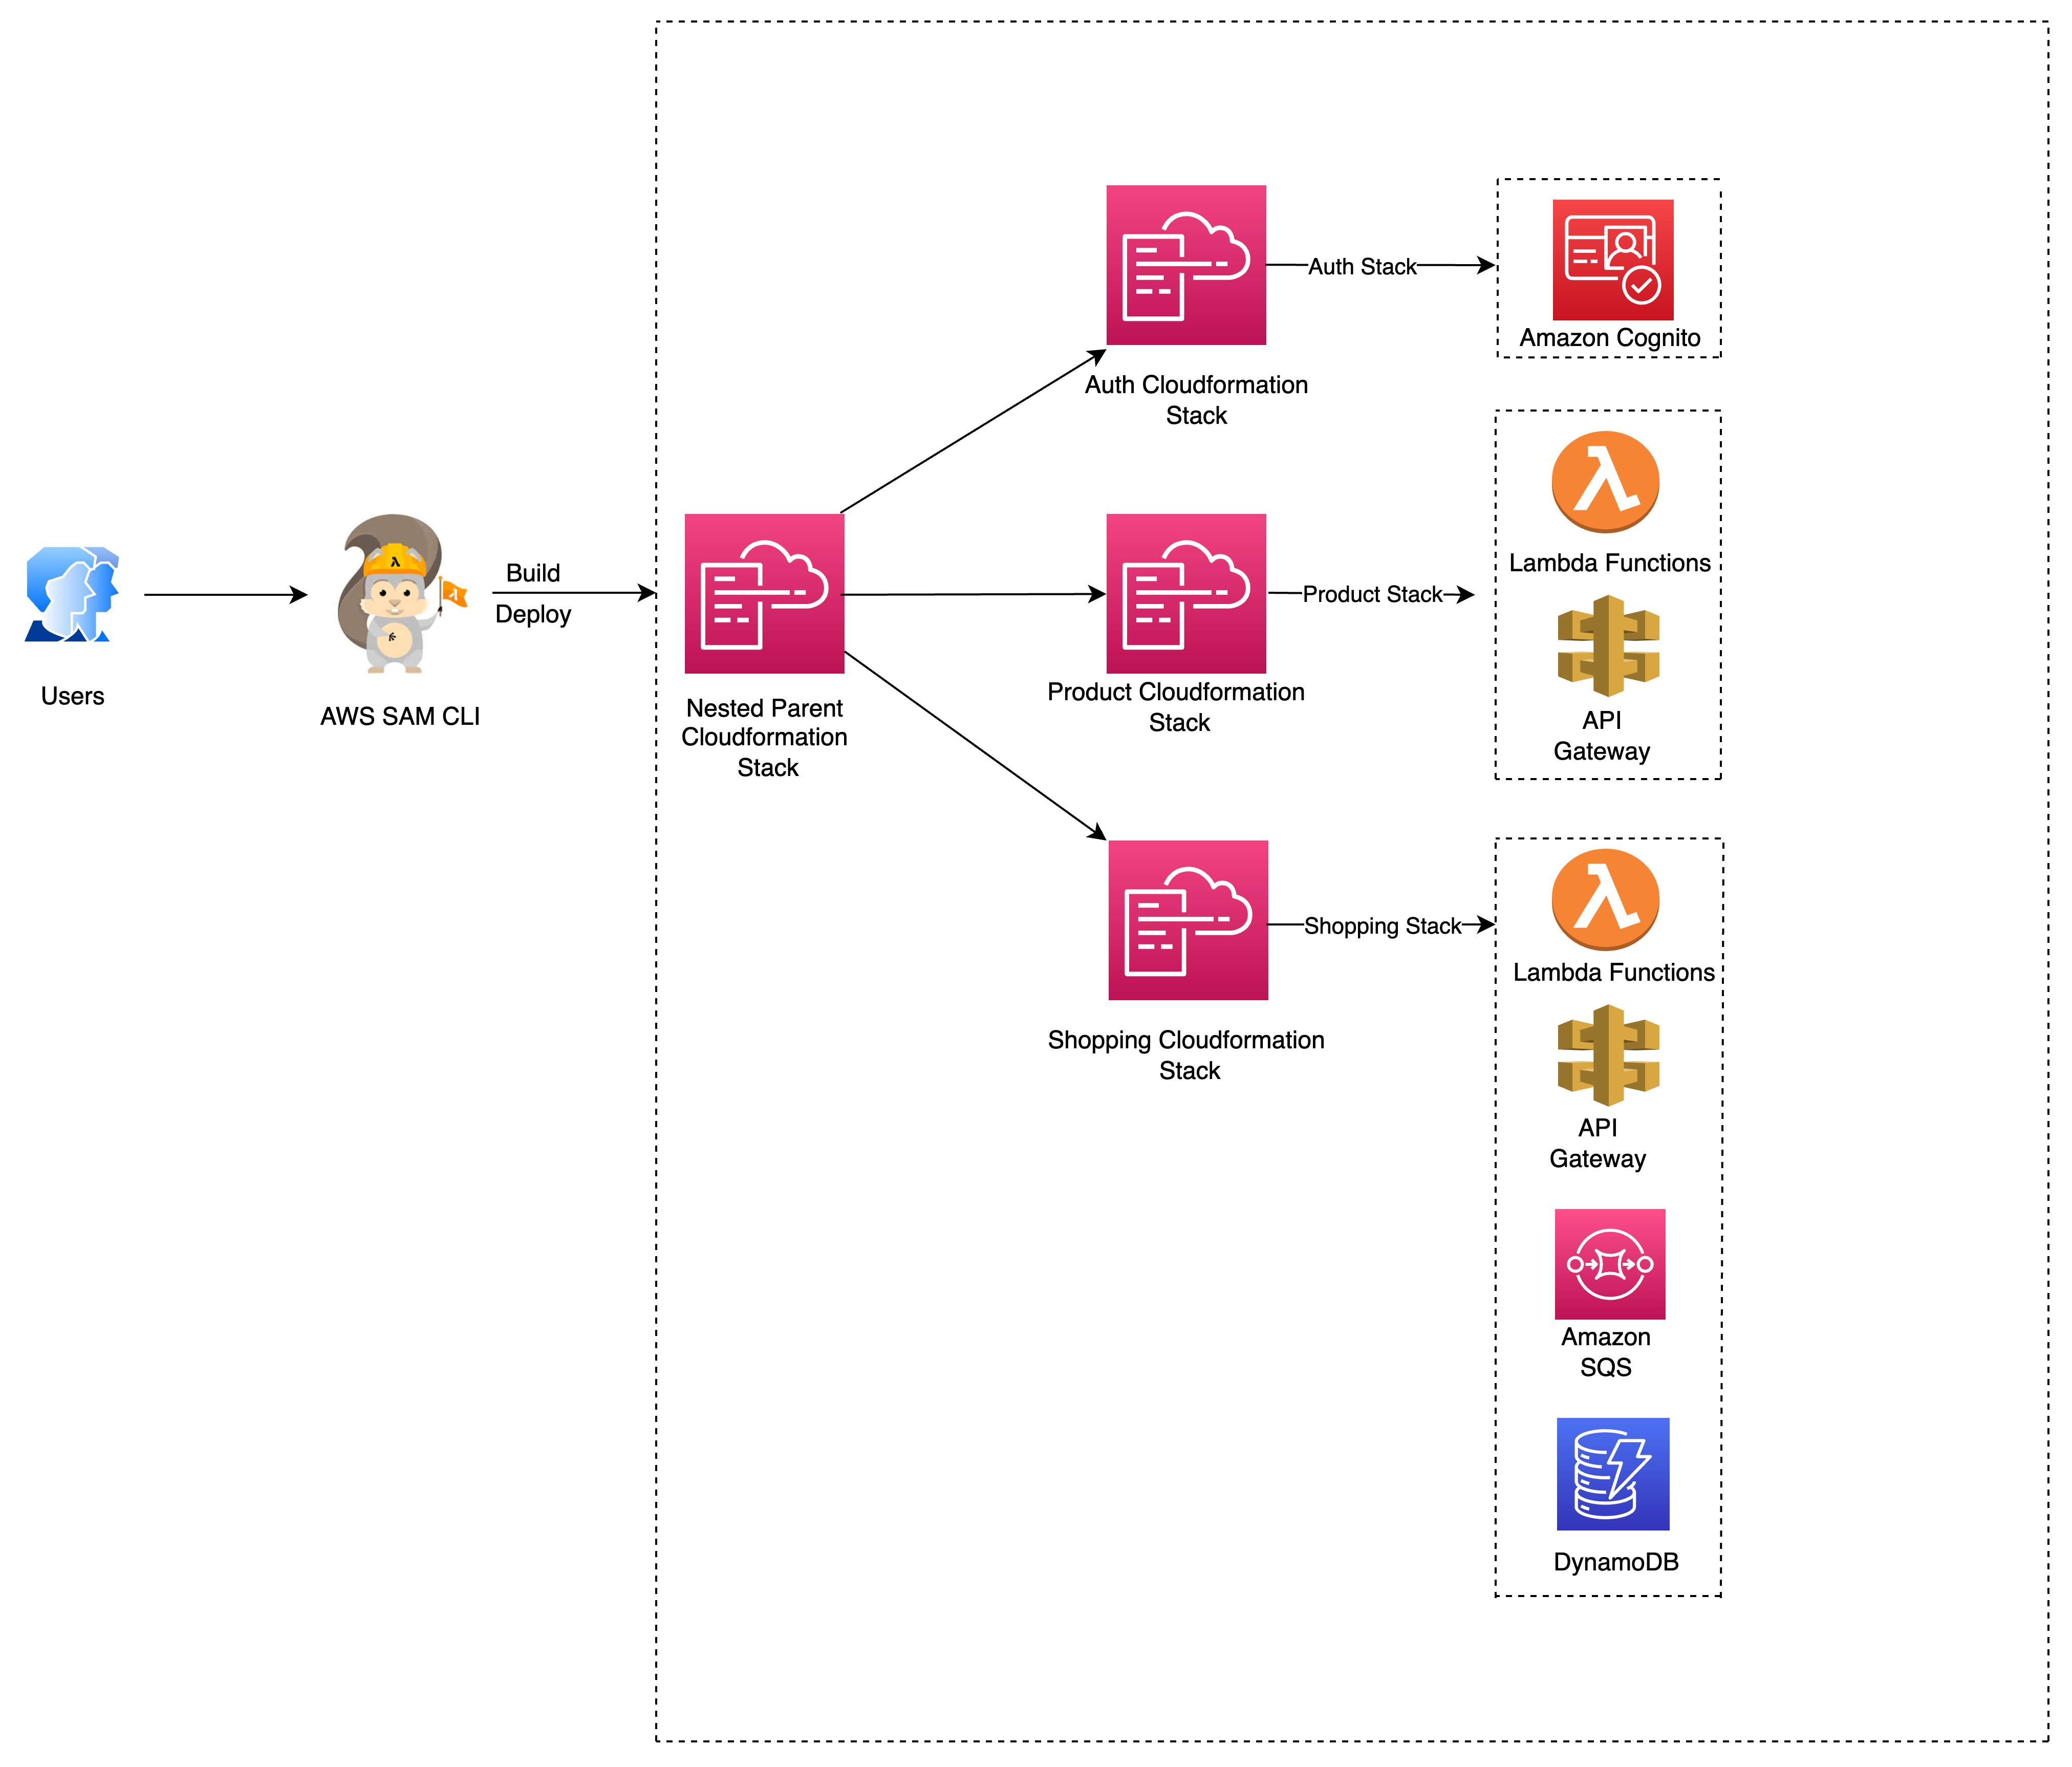 Users
AWS SAM CLI
Build
Deploy
Nested Parent
Cloudformation
Stack
Auth Cloudformation
Stack
Auth Stack
Amazon Cognito
Product Cloudformation
Stack
Product Stack
Lambda Functions
API
Gateway
Shopping Cloudformation
Stack
Shopping Stack
Lambda Functions
API
Gateway
Amazon
SQS
DynamoDB